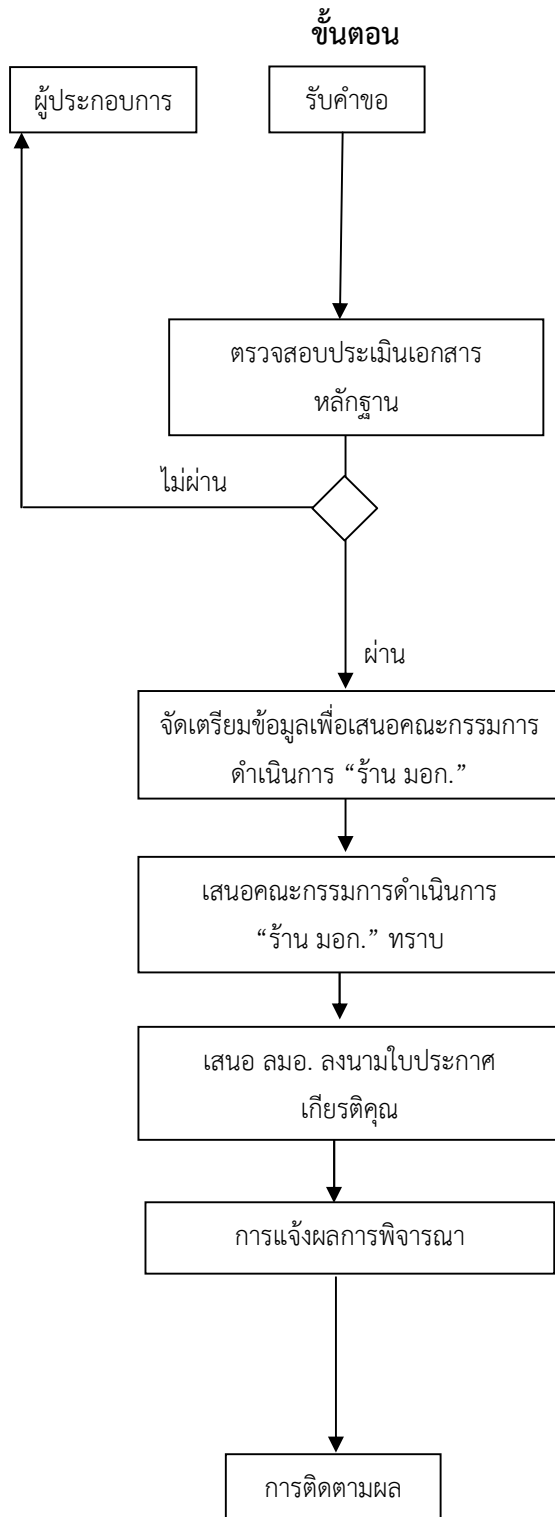 ขั้นตอน
ผู้ประกอบการ
รับคำขอ
ตรวจสอบประเมินเอกสาร
หลักฐาน
ไม่ผ่าน
ผ่าน
จัดเตรียมข้อมูลเพื่อเสนอคณะกรรมการ
ดำเนินการ “ร้าน มอก.”
เสนอคณะกรรมการดำเนินการ
“ร้าน มอก.” ทราบ
เสนอ ลมอ. ลงนามใบประกาศ
เกียรติคุณ
การแจ้งผลการพิจารณา
การติดตามผล